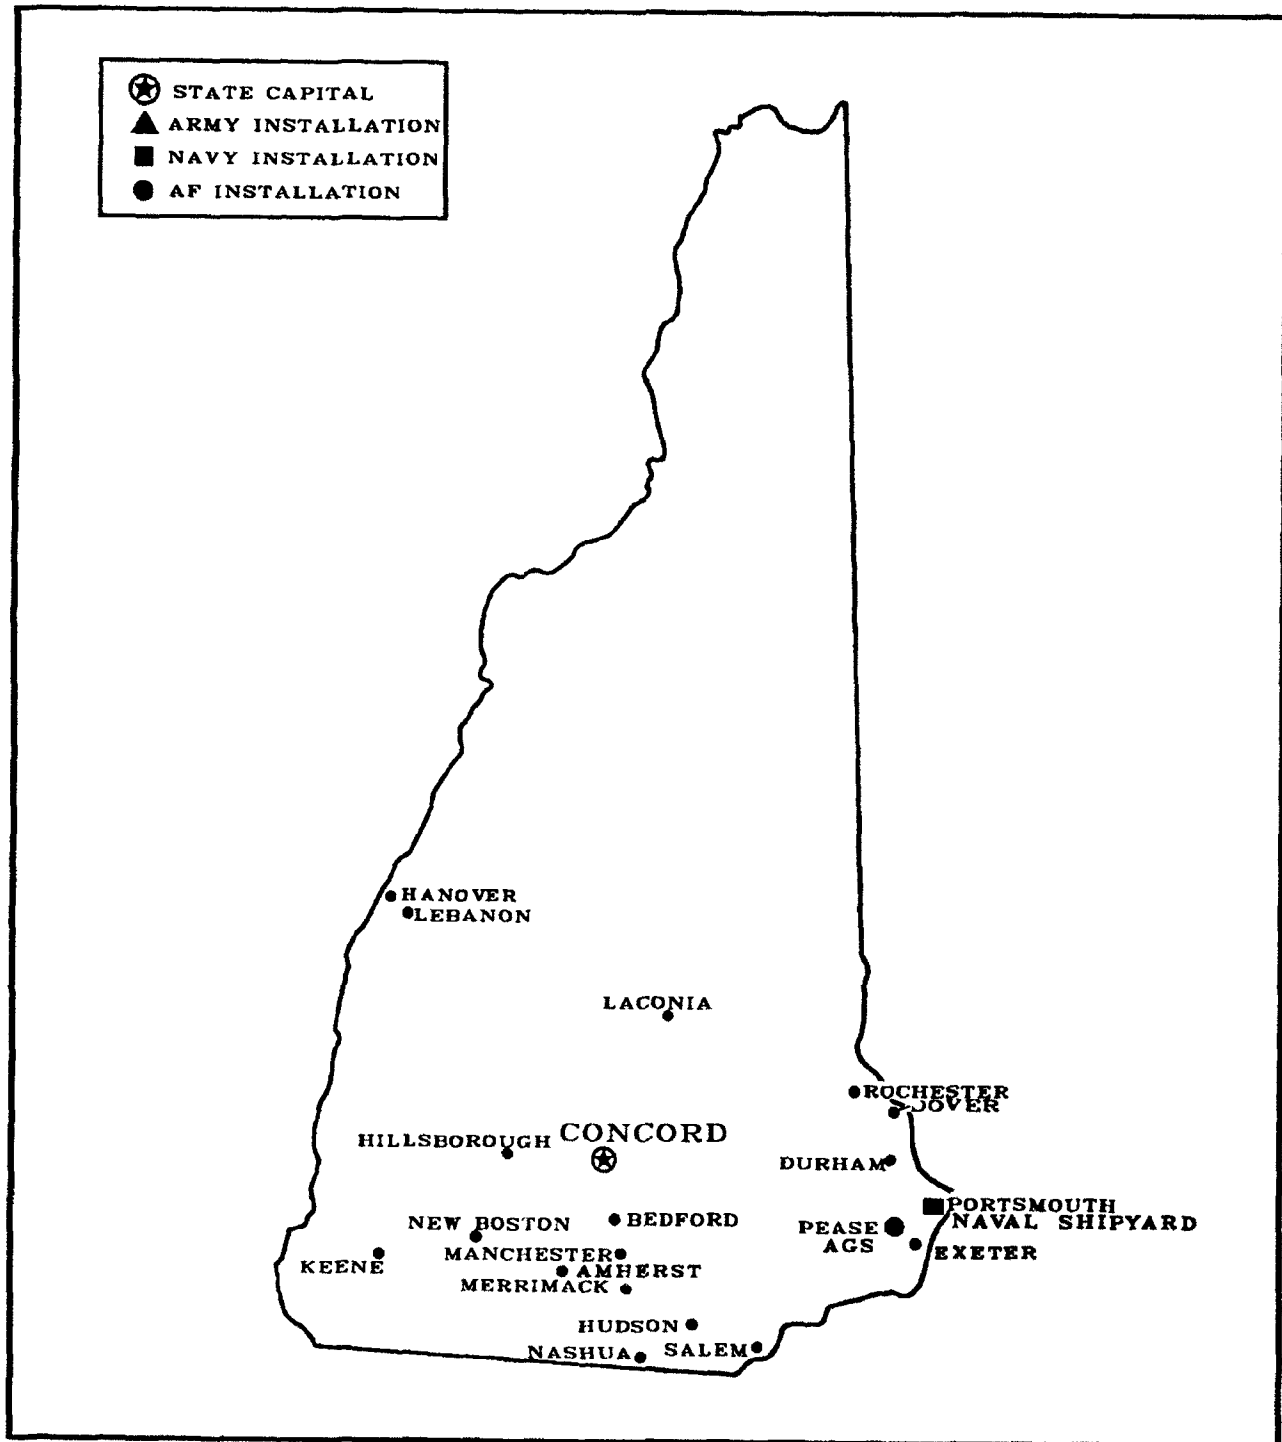 STATE CAPITAL
ARMY INSTALLATION
NAVY INSTALLATION
AF INSTALLATION
HANOVER
LEBANON
LACONIA
ROCHESTER
DOVER
CONCORD
HILLSBOROUGH
DURHAM
PORTSMOUTH
NAVAL SHIPYARD
NEW BOSTON
BEDFORD
PEASE
AGS
EXETER
KEENE
MANCHESTER
AMHERST
MERRIMACK
HUDSON
NASHUA
SALEM